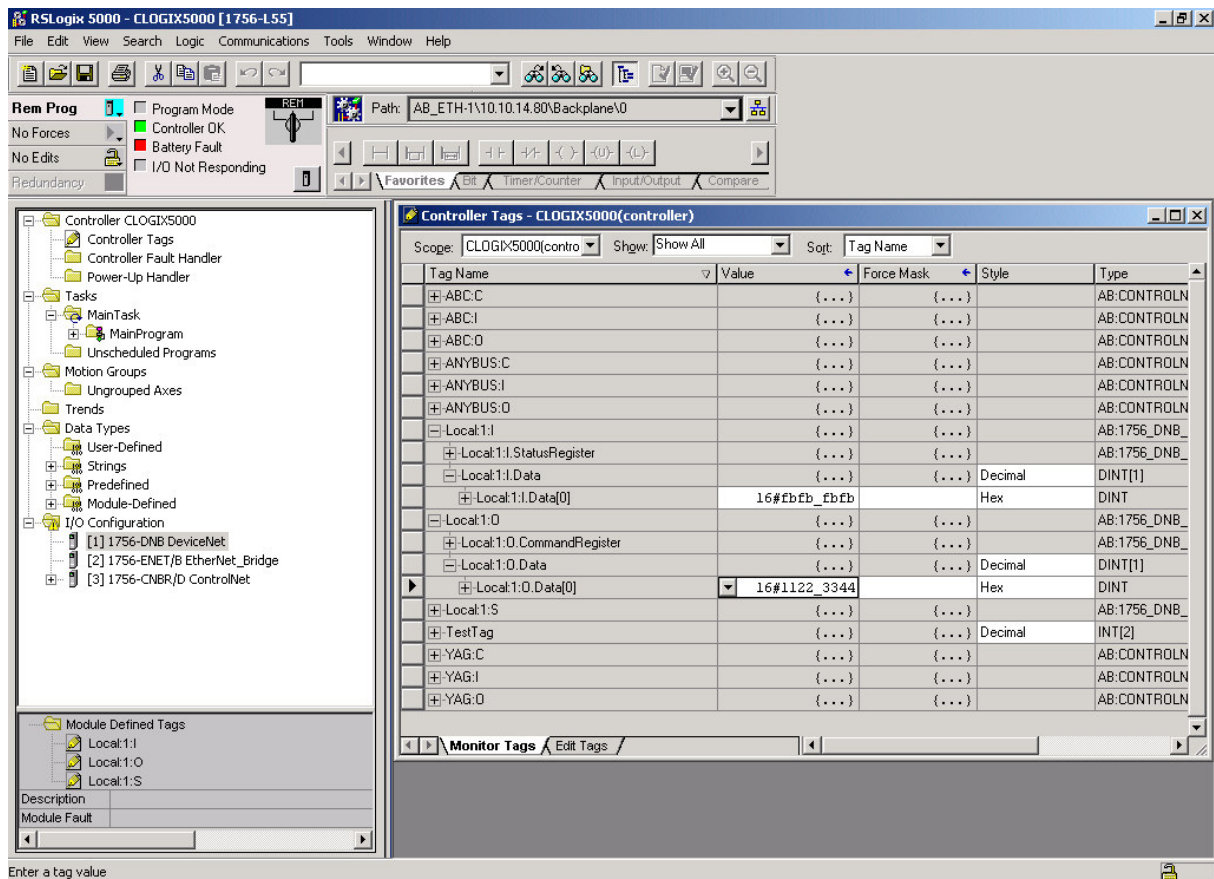 RSLogix 5000 - CLOGIX5000 [1756-L55]
File Edit View Search Logic Communications Tools Window Help
Rem Prog
No Forces
No Edits
Redundancy
Program Mode
Controller OK
Battery Fault
I/O Not Responding
REM
Path: AB_ETH-1\10.10.14.80\Backplane\0
Favorites Bit Timer/Counter Input/Output Compare
Controller CLOGIX5000
Controller Tags
Controller Fault Handler
Power-Up Handler
Tasks
MainTask
MainProgram
Unscheduled Programs
Motion Groups
Ungrouped Axes
Trends
Data Types
User-Defined
Strings
Predefined
Module-Defined
I/O Configuration
[1] 1756-DNB DeviceNet
[2] 1756-ENET/B EtherNet_Bridge
[3] 1756-CNBR/D ControlNet
Module Defined Tags
Local:1:I
Local:1:O
Local:1:S
Description
Module Fault
Controller Tags - CLOGIX5000(controller)
Scope: CLOGIX5000(contro Show: Show All Sort: Tag Name
Tag Name Value Force Mask Style Type
ABC:C {...} {...} AB:CONTROLN
ABC:I {...} {...} AB:CONTROLN
ABC:O {...} {...} AB:CONTROLN
ANYBUS:C {...} {...} AB:CONTROLN
ANYBUS:I {...} {...} AB:CONTROLN
ANYBUS:O {...} {...} AB:CONTROLN
Local:1:I {...} {...} AB:1756_DNB_
Local:1:I.StatusRegister {...} {...} AB:1756_DNB_
Local:1:I.Data {...} {...} Decimal DINT[1]
Local:1:I.Data[0] 16#fbfb_fbfb Hex DINT
Local:1:O {...} {...} AB:1756_DNB_
Local:1:O.CommandRegister {...} {...} AB:1756_DNB_
Local:1:O.Data {...} {...} Decimal DINT[1]
Local:1:O.Data[0] 16#1122_3344 Hex DINT
Local:1:S {...} {...} AB:1756_DNB_
TestTag {...} {...} Decimal INT[2]
YAG:C {...} {...} AB:CONTROLN
YAG:I {...} {...} AB:CONTROLN
YAG:O {...} {...} AB:CONTROLN
Monitor Tags Edit Tags
Enter a tag value